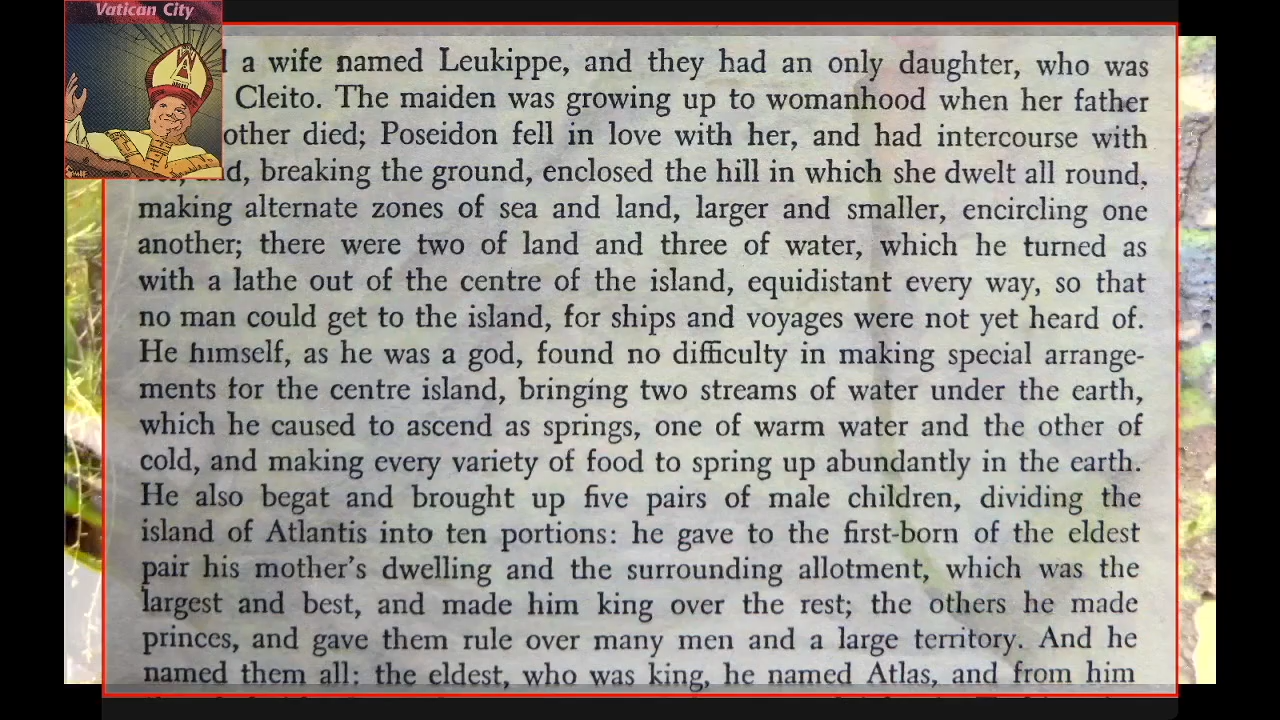 Vatican City
a wife named Leukippe, and they had an only daughter, who was
Cleito. The maiden was growing up to womanhood when her father
other died; Poseidon fell in love with her, and had intercourse with
breaking the ground, enclosed the hill in which she dwelt all round,
making alternate zones of sea and land, larger and smaller, encircling one
another; there were two of land and three of water, which he turned as
with a lathe out of the centre of the island, equidistant every way, so that
no man could get to the island, for ships and voyages were not yet heard of.
He himself, as he was a god, found no difficulty in making special arrange-
ments for the centre island, bringing two streams of water under the earth,
which he caused to ascend as springs, one of warm water and the other of
cold, and making every variety of food to spring up abundantly in the earth.
He also begat and brought up five pairs of male children, dividing the
island of Atlantis into ten portions: he gave to the first-born of the eldest
pair his mother's dwelling and the surrounding allotment, which was the
largest and best, and made him king over the rest; the others he made
princes, and gave them rule over many men and a large territory. And he
named them all: the eldest, who was king, he named Atlas, and from him